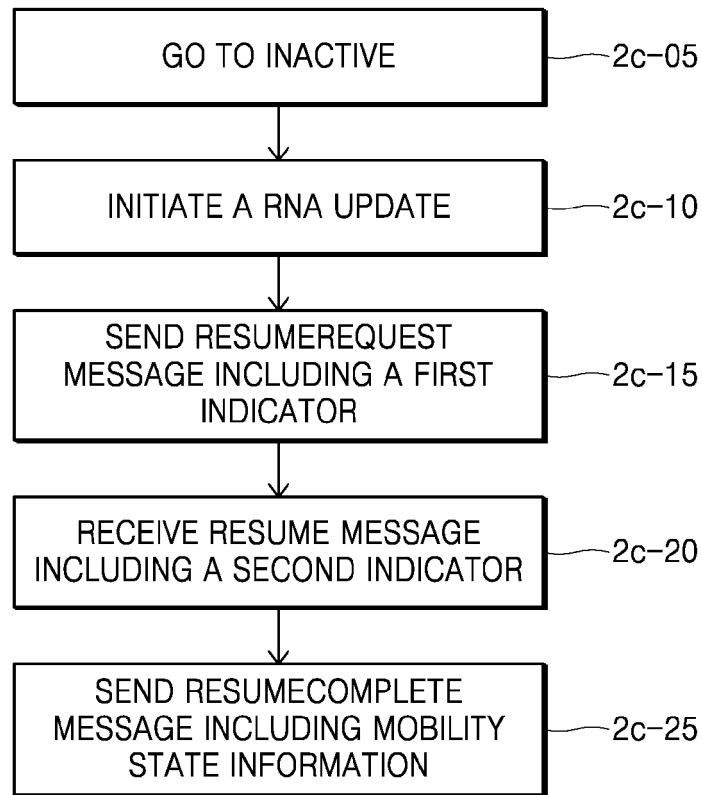 GO TO INACTIVE
2c-05
INITIATE A RNA UPDATE
2c-10
SEND RESUMEREQUEST
MESSAGE INCLUDING A FIRST
INDICATOR
2c-15
RECEIVE RESUME MESSAGE
INCLUDING A SECOND INDICATOR
2c-20
SEND RESUMECOMPLETE
MESSAGE INCLUDING MOBILITY
STATE INFORMATION
2c-25